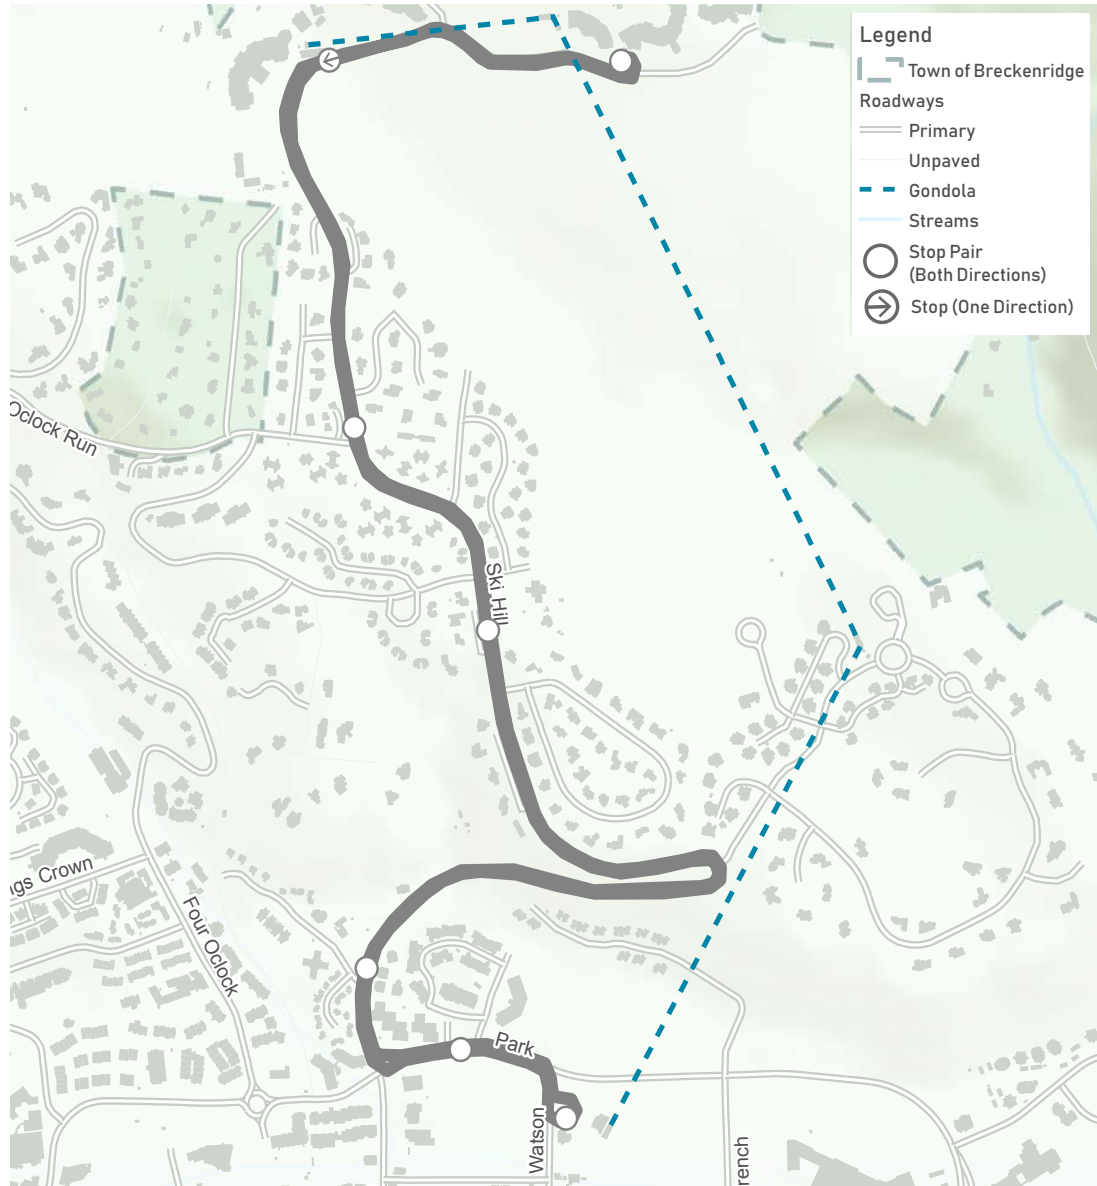 Legend
Town of Breckenridge
Roadways
Primary
Unpaved
Gondola
Streams
Stop Pair
(Both Directions)
Stop (One Direction)
Oclock Run
Ski Hill
ngs Crown
Four Oclock
Park
Watson
rench